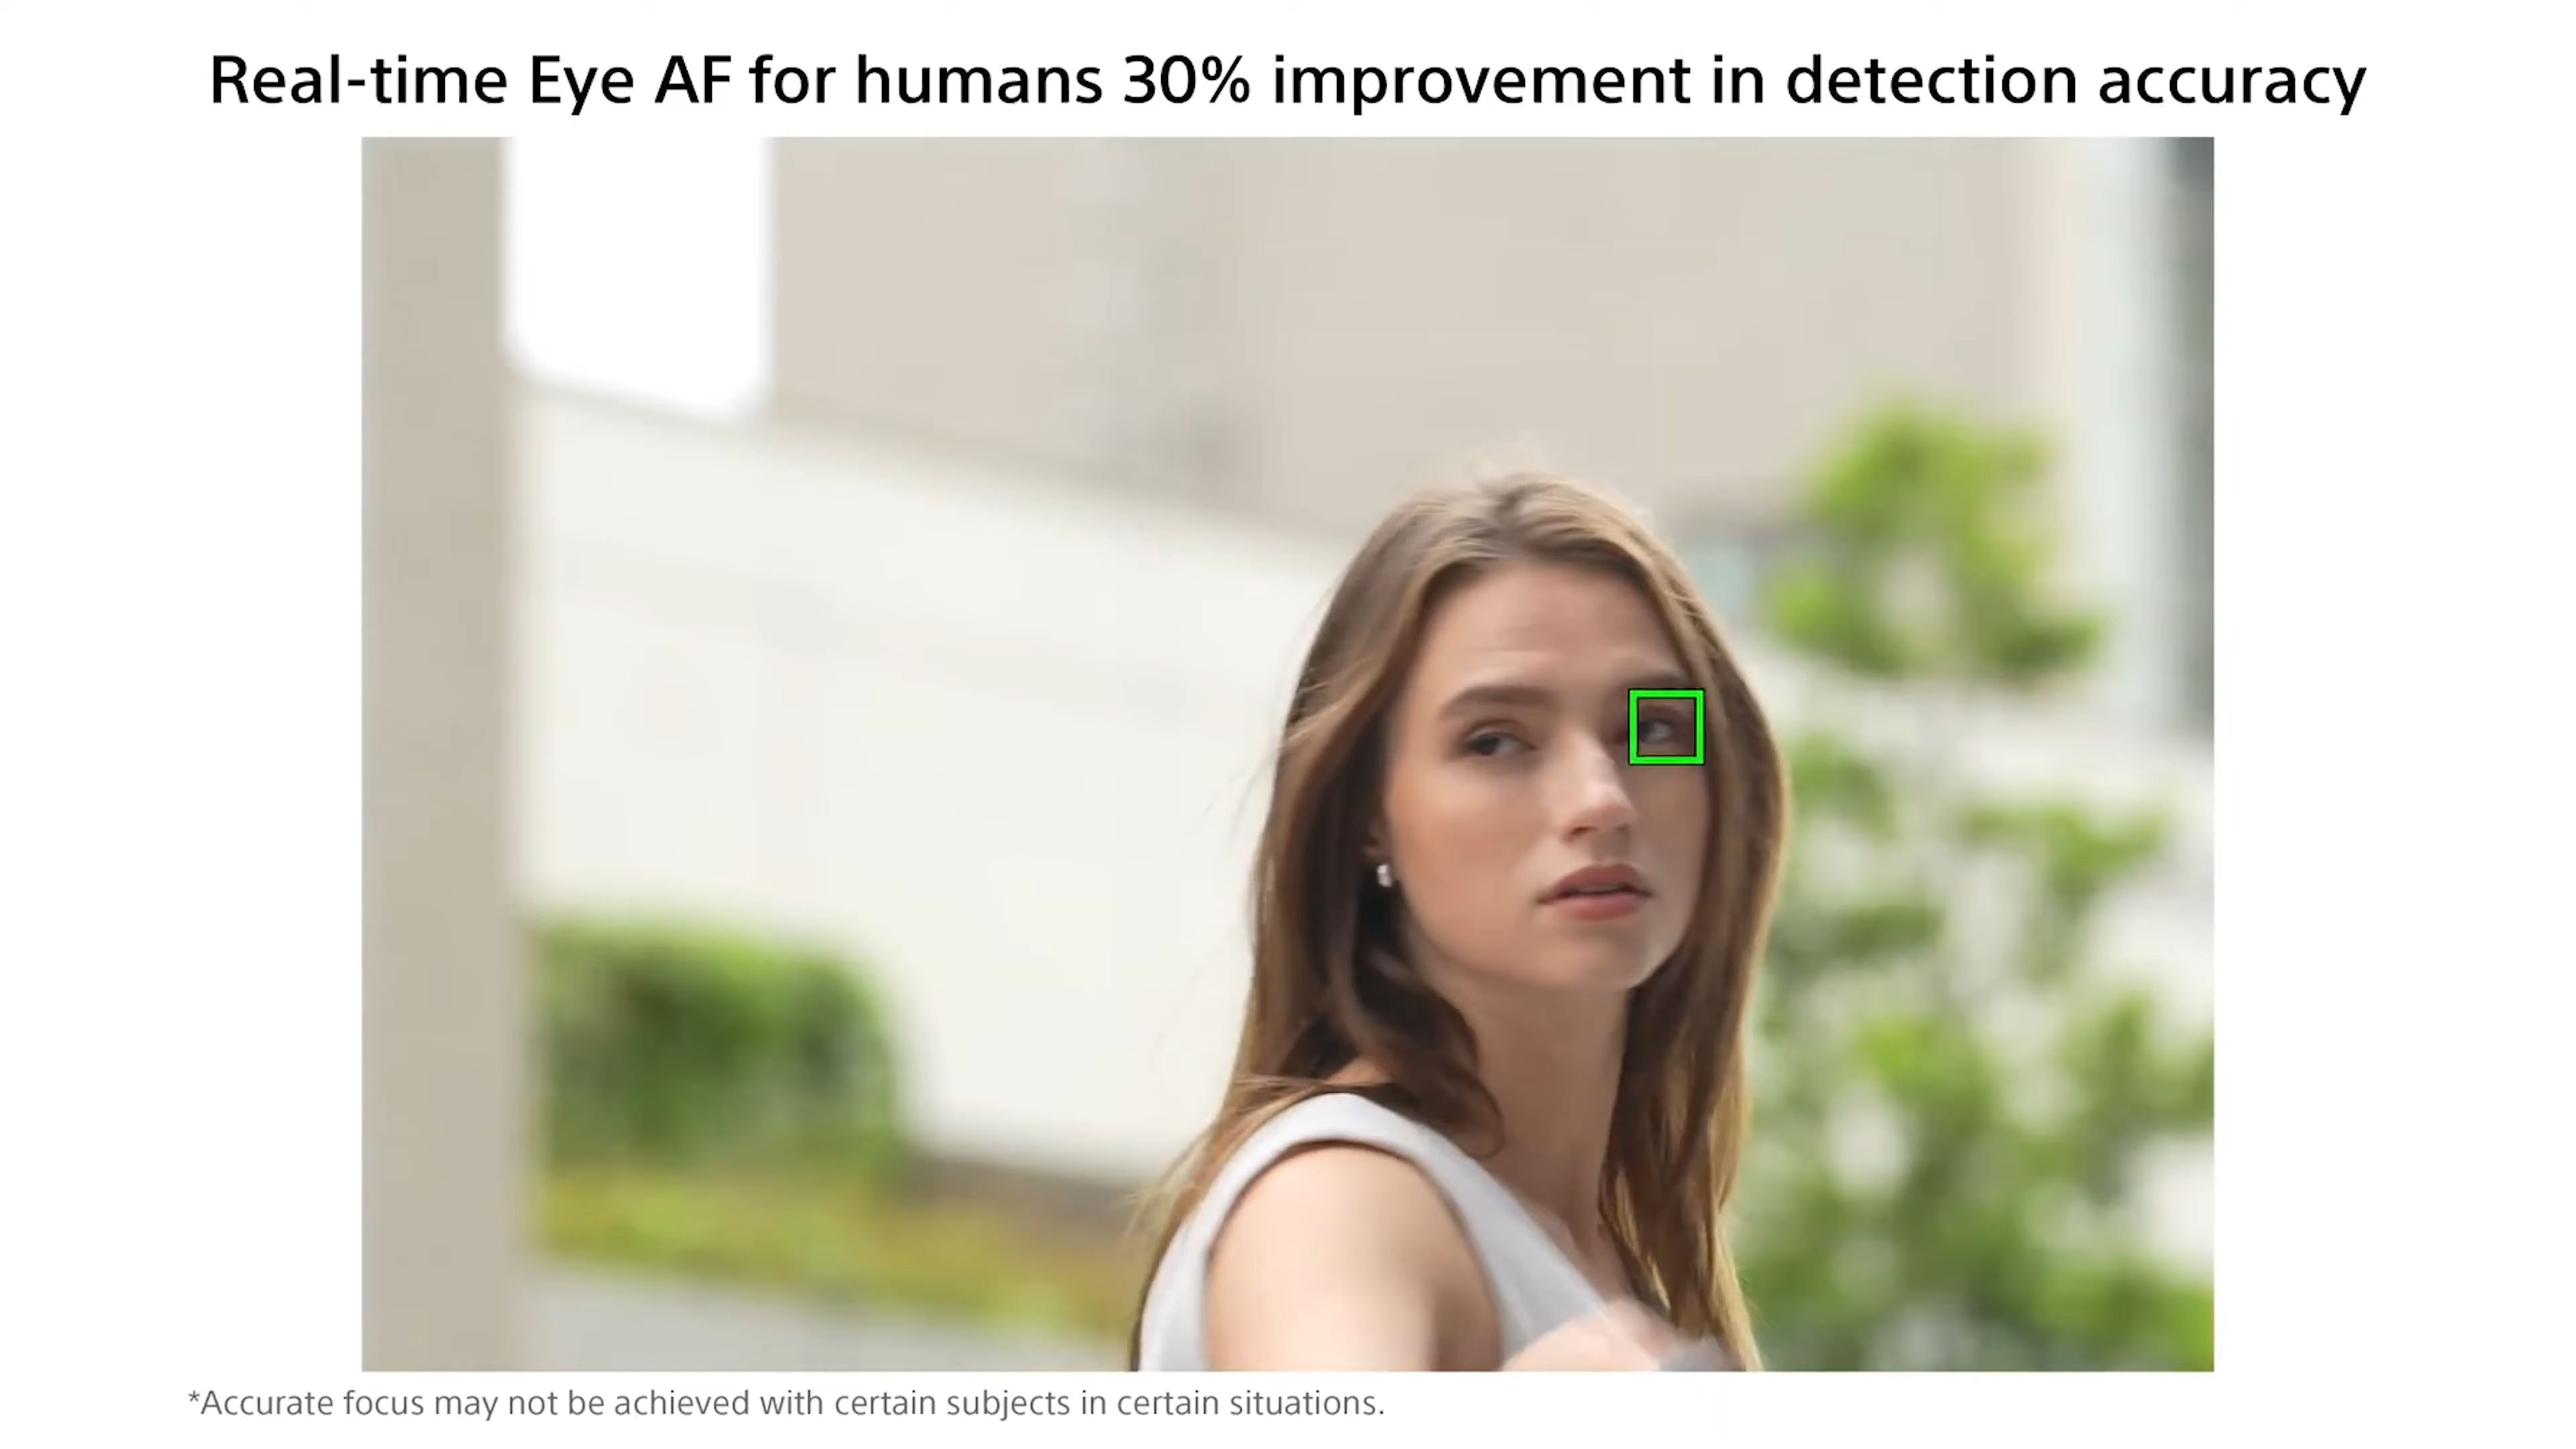 Real-time Eye AF for humans 30% improvement in detection accuracy
*Accurate focus may not be achieved with certain subjects in certain situations.